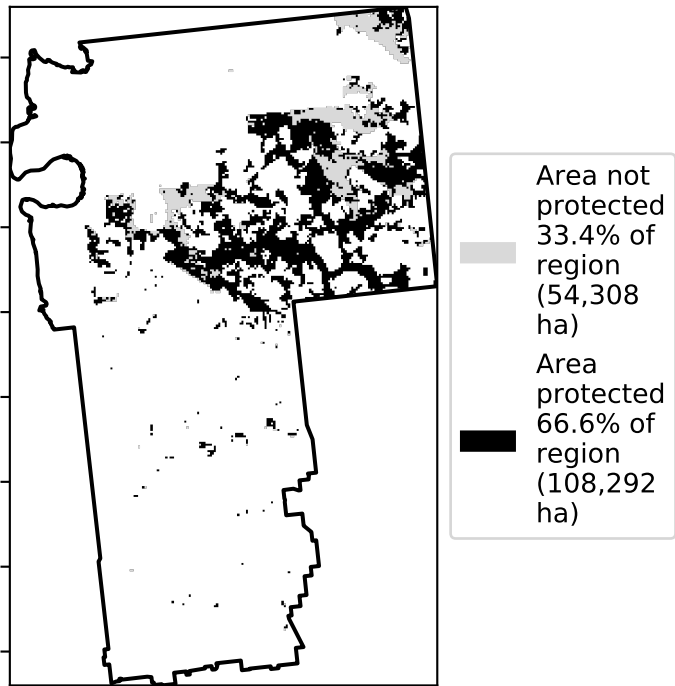 Area not
protected
33.4% of
region
(54,308
ha)
Area
protected
66.6% of
region
(108,292
ha)